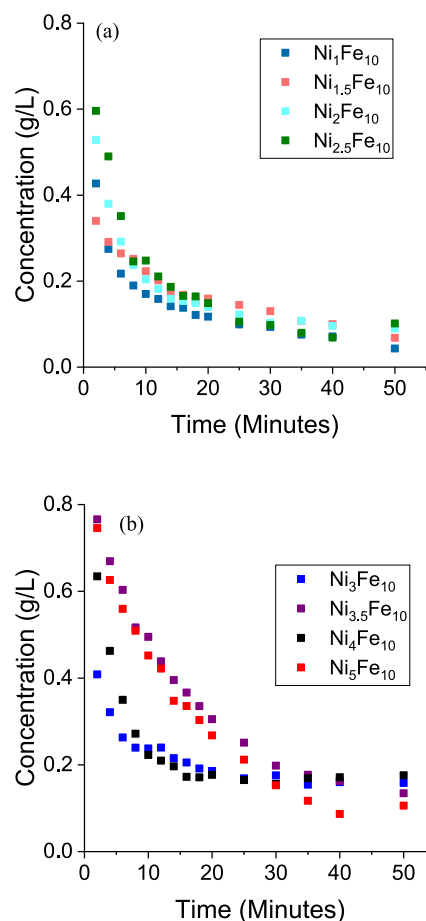 (a)
Ni1Fe10
Ni1.5Fe10
Ni2Fe10
Ni2.5Fe10
Concentration (g/L)
0.8
0.6
0.4
0.2
0.0
0 10 20 30 40 50
Time (Minutes)
(b)
Ni3Fe10
Ni3.5Fe10
Ni4Fe10
Ni5Fe10
Concentration (g/L)
0.8
0.6
0.4
0.2
0.0
0 10 20 30 40 50
Time (Minutes)